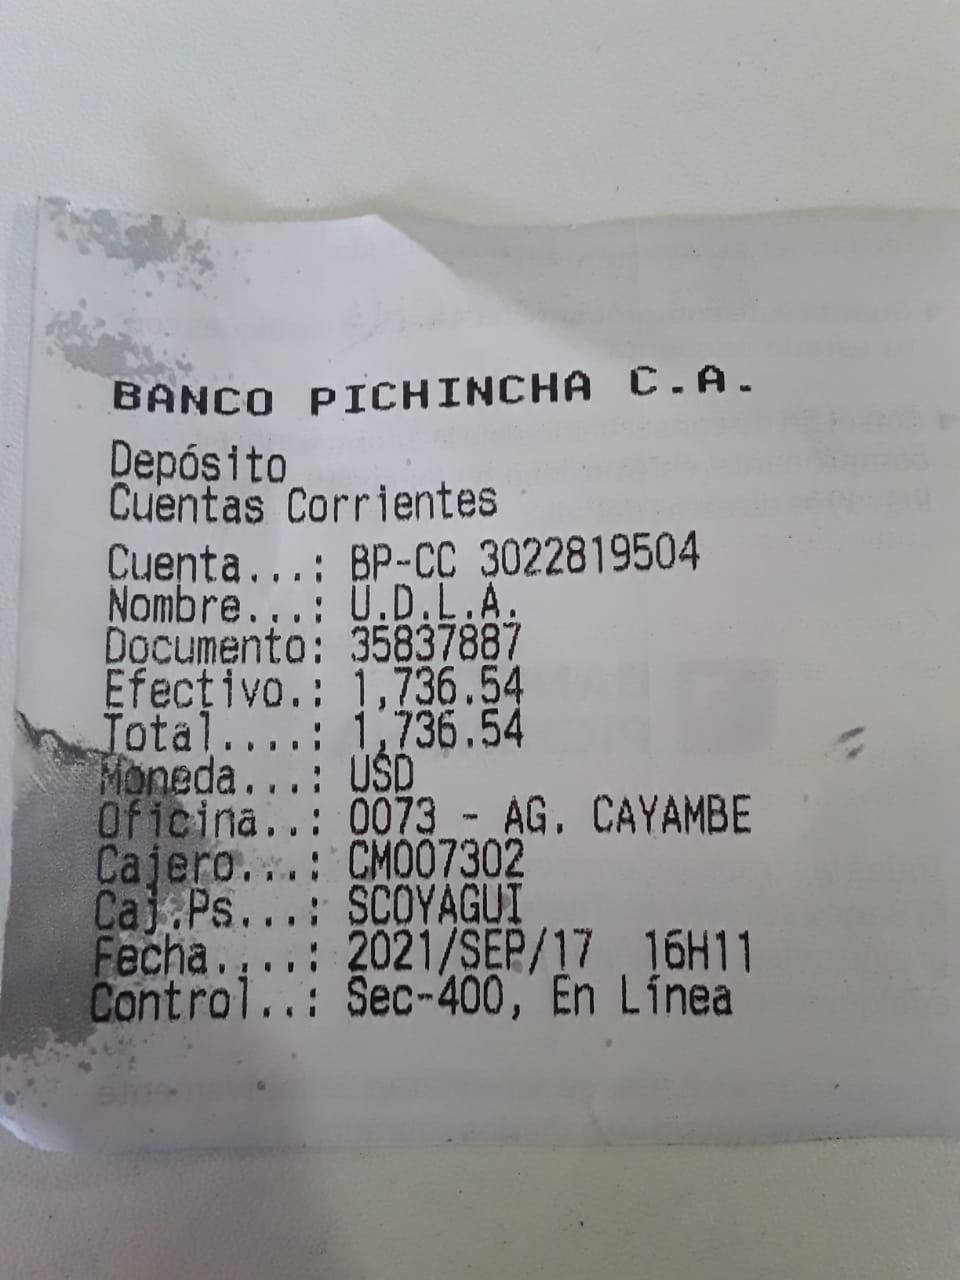 BANCO PICHINCHA C.A.
Depósito
Cuentas Corrientes
Cuenta...: BP-CC 3022819504
Nombre...: U.D.L.A.
Documento: 35837887
Efectivo.: 1,736.54
Total....: 1,736.54
Moneda...: USD
Oficina..: 0073 - AG. CAYAMBE
Cajero...: CM007302
Caj.Ps...: SCOYAGUI
Fecha....: 2021/SEP/17 16H11
Control..: Sec-400, En Línea